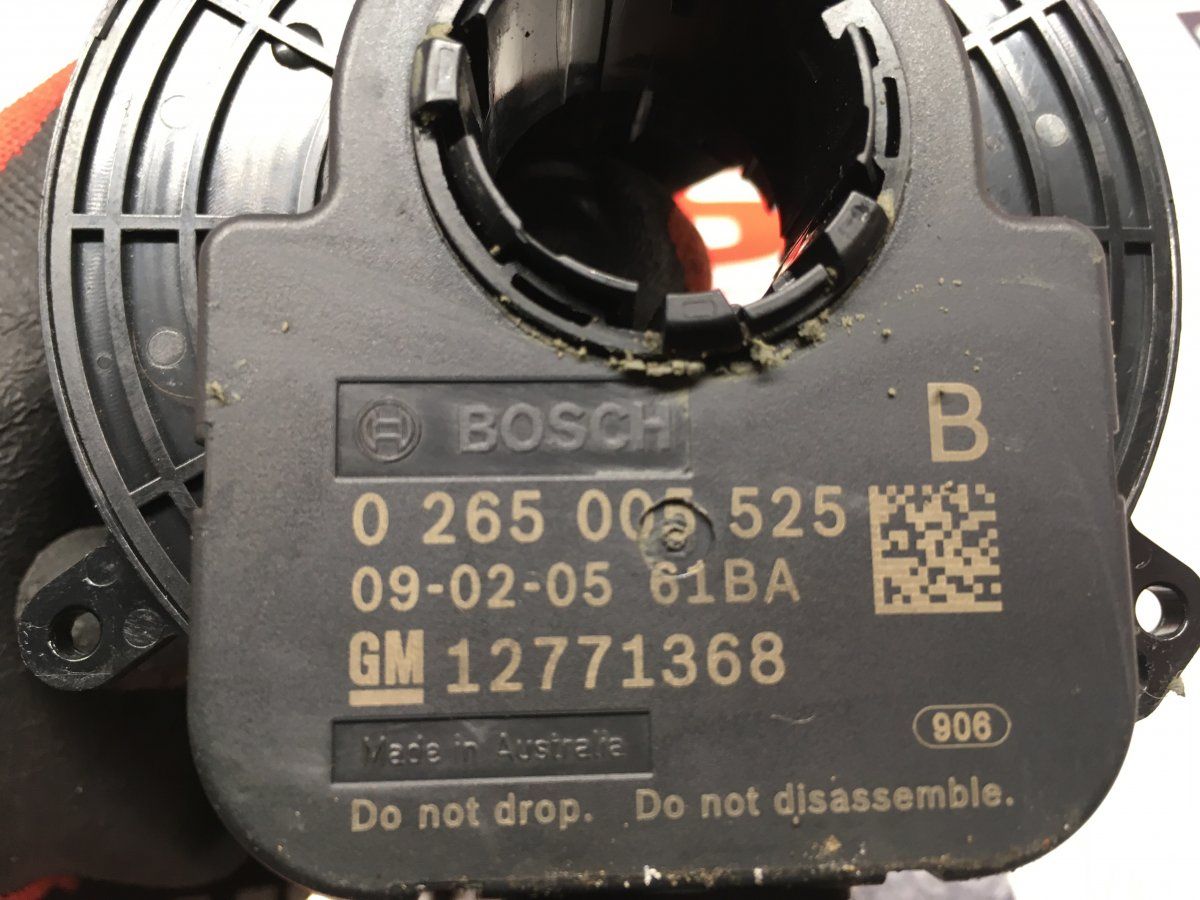 BOSCH
B
0 265 005 525
09-02-05 61BA
GM 12771368
906
Made in Australia
Do not drop. Do not disassemble.